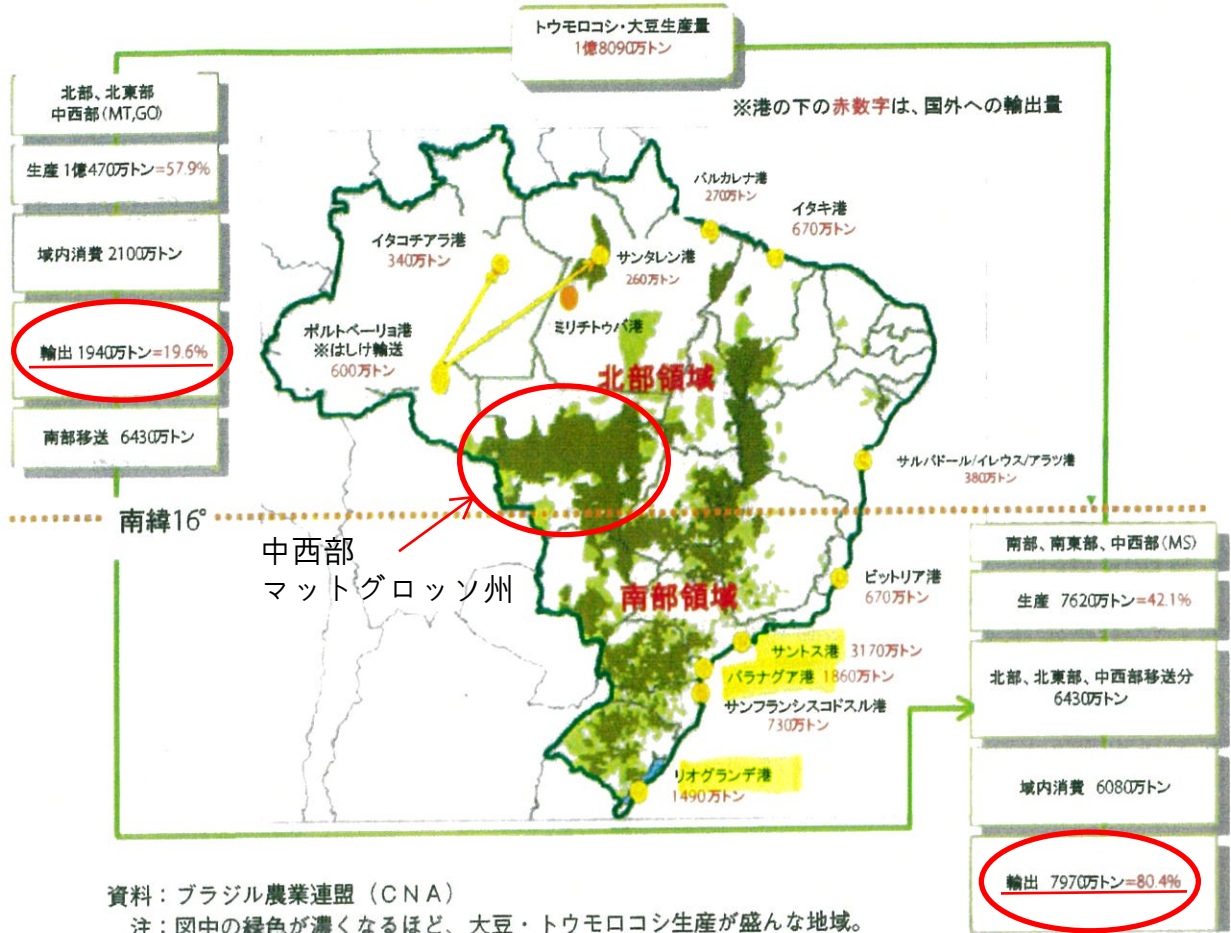 トウモロコシ・大豆生産量
1億8090万トン
※港の下の赤数字は、国外への輸出量
北部、北東部
中西部(MT,GO)
生産 1億470万トン=57.9%
域内消費 2100万トン
輸出 1940万トン=19.6%
南部移送 6430万トン
バルカレナ港
270万トン
イタキ港
670万トン
イタコチアラ港
340万トン
サンタレン港
260万トン
ミリチトゥバ港
ポルトベーリョ港
※はしけ輸送
600万トン
北部領域
サルバドール/イレウス/アラツ港
380万トン
南緯16°
中西部
マットグロッソ州
南部領域
ビットリア港
670万トン
サントス港 3170万トン
パラナグア港 1860万トン
サンフランシスコドスル港
730万トン
リオグランデ港
1490万トン
南部、南東部、中西部(MS)
生産 7620万トン=42.1%
北部、北東部、中西部移送分
6430万トン
域内消費 6080万トン
輸出 7970万トン=80.4%
資料：ブラジル農業連盟（CNA）
注：図中の緑色が濃くなるほど、大豆・トウモロコシ生産が盛んな地域。